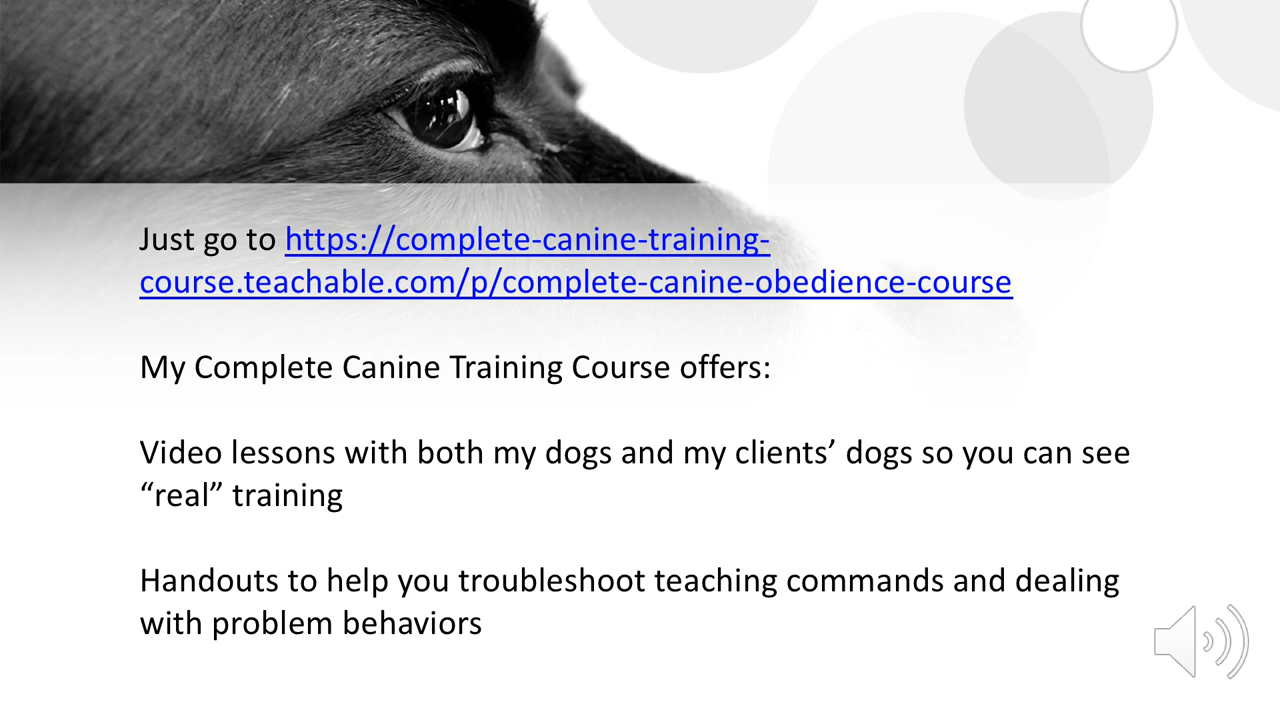 Just go to https://complete-canine-training-
course.teachable.com/p/complete-canine-obedience-course
My Complete Canine Training Course offers:
Video lessons with both my dogs and my clients’ dogs so you can see
“real” training
Handouts to help you troubleshoot teaching commands and dealing
with problem behaviors